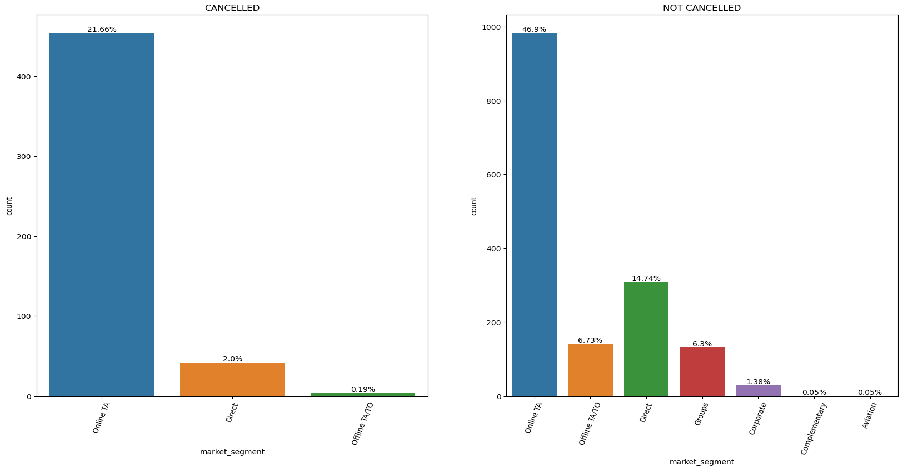 CANCELLED
21.66%
400
300
200
100
0
count
2.0%
0.19%
Online TA
Direct
Offline TA/TO
market_segment
NOT CANCELLED
1000
800
600
400
200
0
count
46.9%
6.73%
14.74%
6.3%
1.38%
0.05%
0.05%
Online TA
Offline TA/TO
Direct
Groups
Corporate
Complementary
Aviation
market_segment